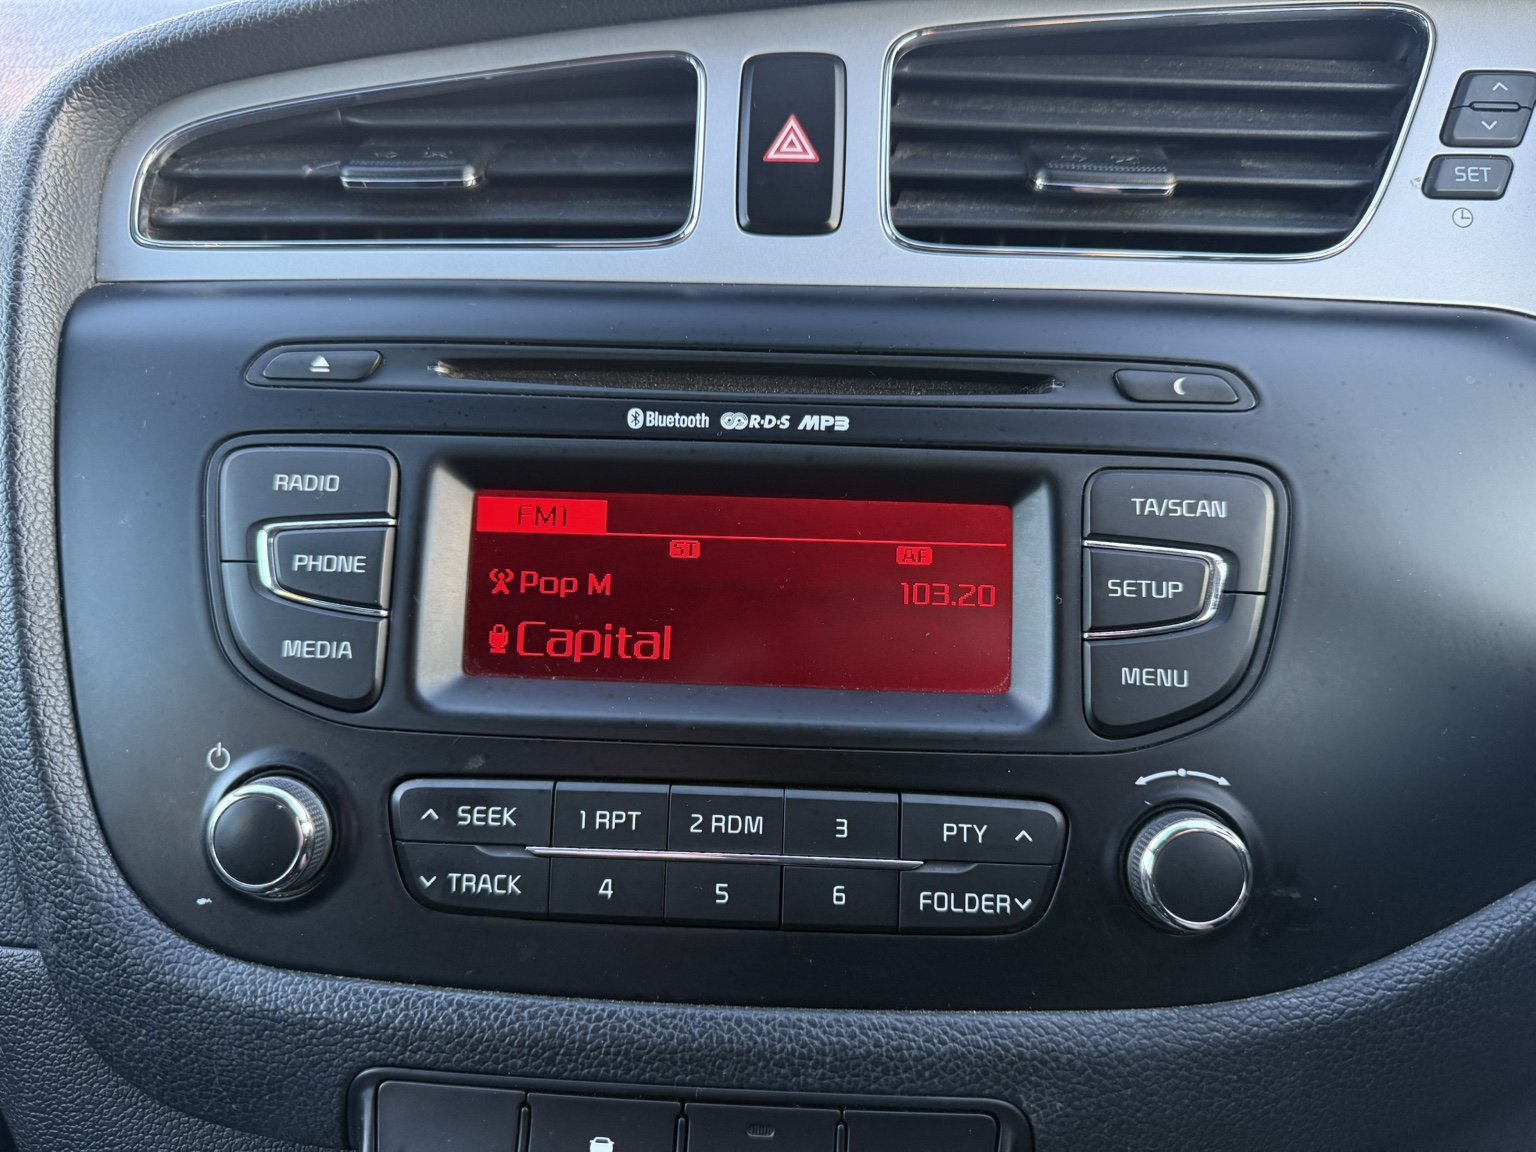 SET
Bluetooth R·D·S MP3
RADIO
PHONE
MEDIA
FM1
ST AF
Pop M 103.20
Capital
TA/SCAN
SETUP
MENU
SEEK 1 RPT 2 RDM 3 PTY
TRACK 4 5 6 FOLDER